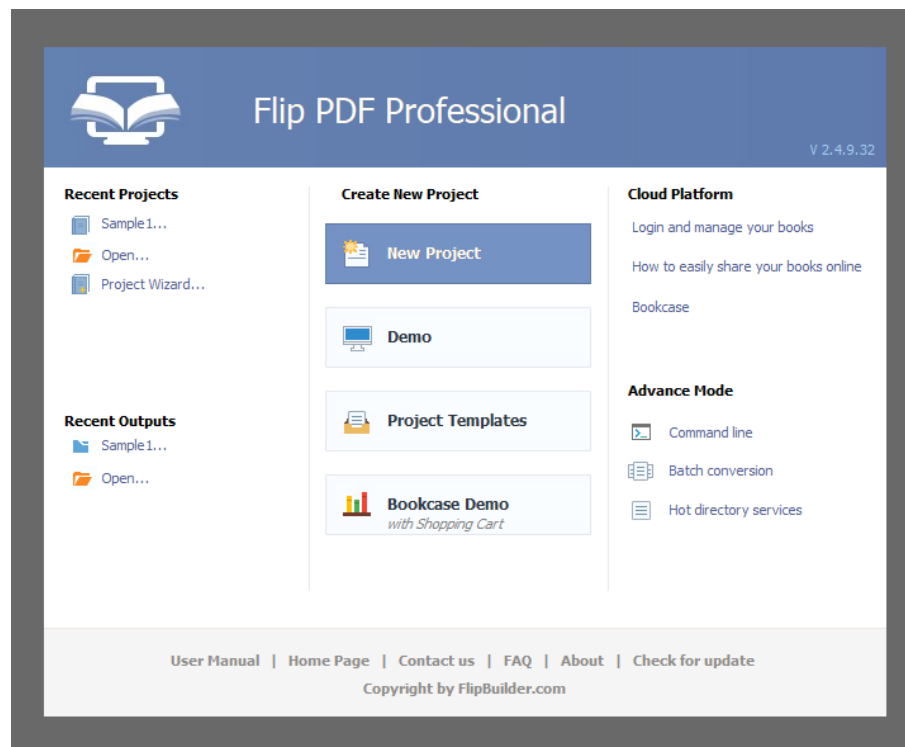 Flip PDF Professional
V 2.4.9.32
Recent Projects
Sample1...
Open...
Project Wizard...
Recent Outputs
Sample1...
Open...
Create New Project
New Project
Demo
Project Templates
Bookcase Demo
with Shopping Cart
Cloud Platform
Login and manage your books
How to easily share your books online
Bookcase
Advance Mode
Command line
Batch conversion
Hot directory services
User Manual | Home Page | Contact us | FAQ | About | Check for update
Copyright by FlipBuilder.com